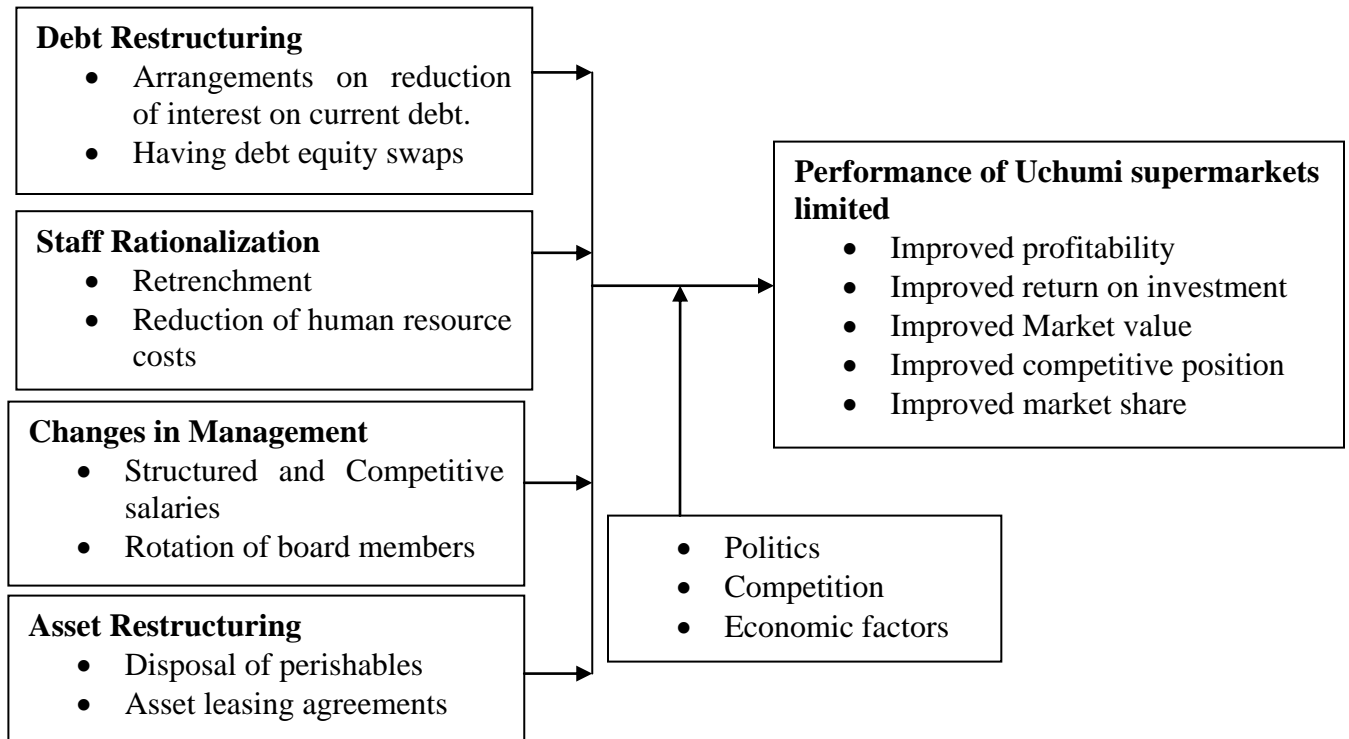 Debt Restructuring
• Arrangements on reduction
of interest on current debt.
• Having debt equity swaps
Staff Rationalization
• Retrenchment
• Reduction of human resource
costs
Changes in Management
• Structured and Competitive
salaries
• Rotation of board members
Asset Restructuring
• Disposal of perishables
• Asset leasing agreements
Performance of Uchumi supermarkets
limited
• Improved profitability
• Improved return on investment
• Improved Market value
• Improved competitive position
• Improved market share
• Politics
• Competition
• Economic factors